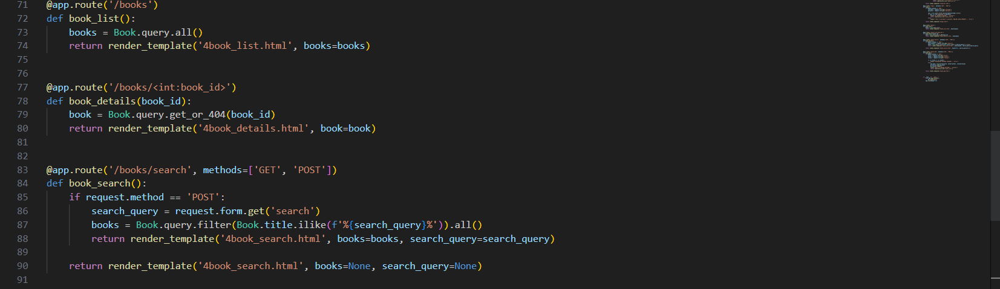 71 @app.route('/books')
72 def book_list():
73     books = Book.query.all()
74     return render_template('4book_list.html', books=books)
75
76
77 @app.route('/books/<int:book_id>')
78 def book_details(book_id):
79     book = Book.query.get_or_404(book_id)
80     return render_template('4book_details.html', book=book)
81
82
83 @app.route('/books/search', methods=['GET', 'POST'])
84 def book_search():
85     if request.method == 'POST':
86         search_query = request.form.get('search')
87         books = Book.query.filter(Book.title.ilike(f'%{search_query}%')).all()
88         return render_template('4book_search.html', books=books, search_query=search_query)
89
90     return render_template('4book_search.html', books=None, search_query=None)
91